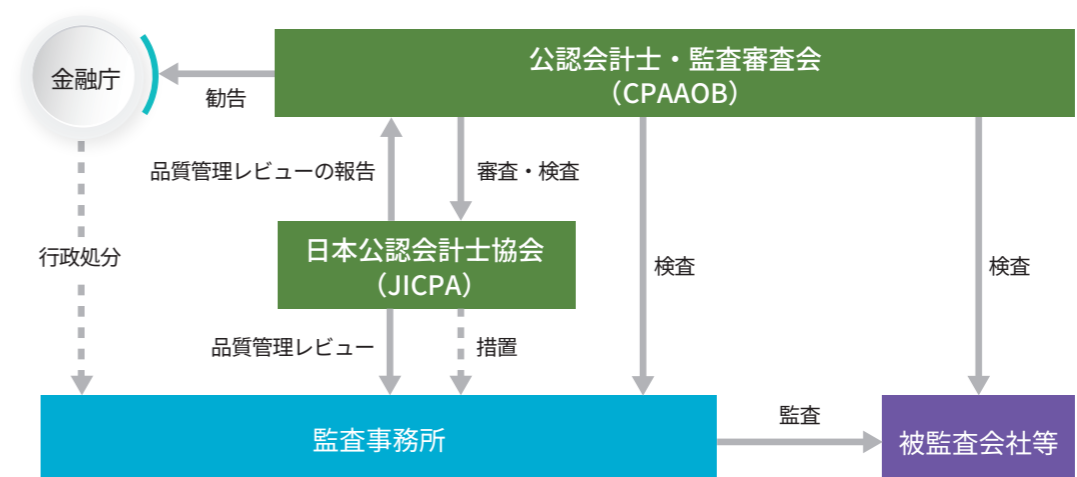 公認会計士・監査審査会
（CPAAOB）
金融庁
勧告
品質管理レビューの報告
審査・検査
行政処分
日本公認会計士協会
（JICPA）
検査
検査
品質管理レビュー
措置
監査事務所
監査
被監査会社等